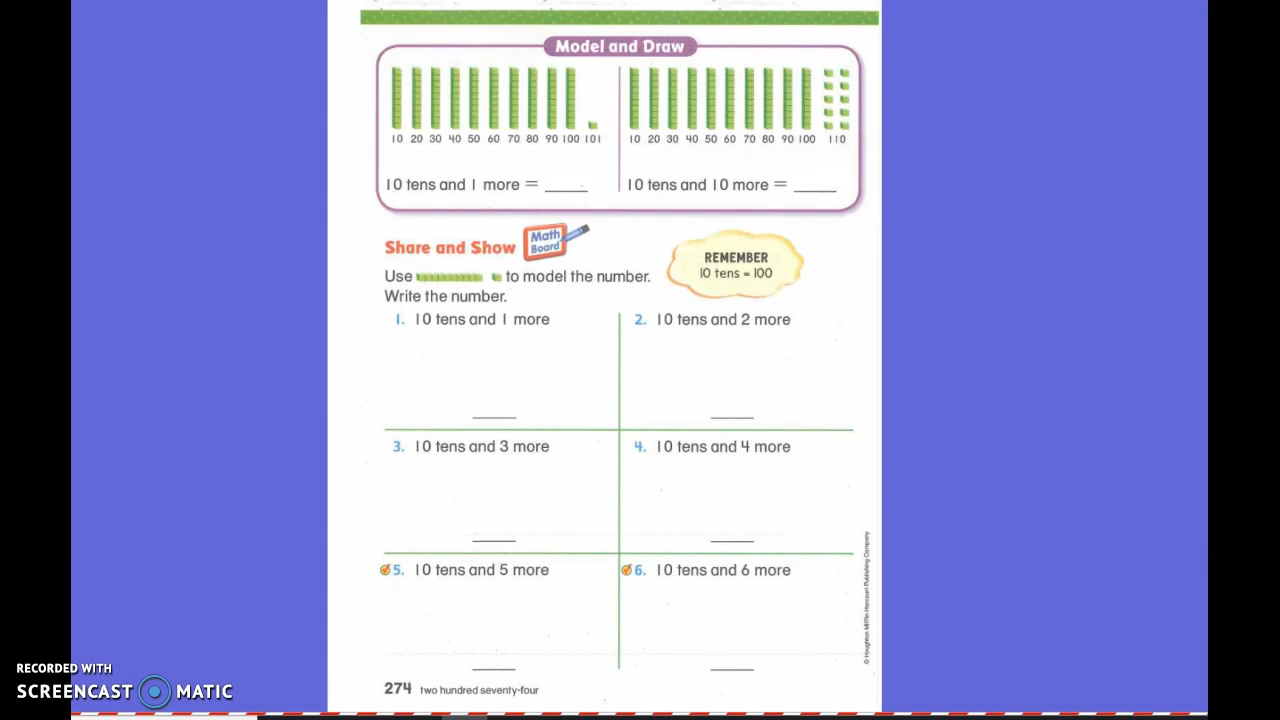 Model and Draw
10 20 30 40 50 60 70 80 90 100 101
10 20 30 40 50 60 70 80 90 100 110
10 tens and 1 more = ____
10 tens and 10 more = ____
Share and Show
Math
Board
REMEMBER
10 tens = 100
Use to model the number.
Write the number.
1. 10 tens and 1 more
2. 10 tens and 2 more
3. 10 tens and 3 more
4. 10 tens and 4 more
5. 10 tens and 5 more
6. 10 tens and 6 more
© Houghton Mifflin Harcourt Publishing Company
274 two hundred seventy-four
RECORDED WITH
SCREENCAST MATIC